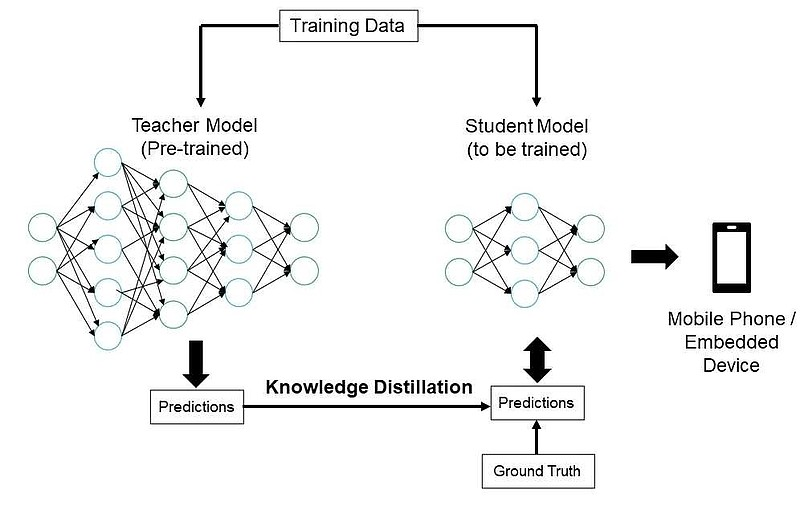 Training Data
Teacher Model
(Pre-trained)
Student Model
(to be trained)
Mobile Phone /
Embedded
Device
Knowledge Distillation
Predictions
Predictions
Ground Truth